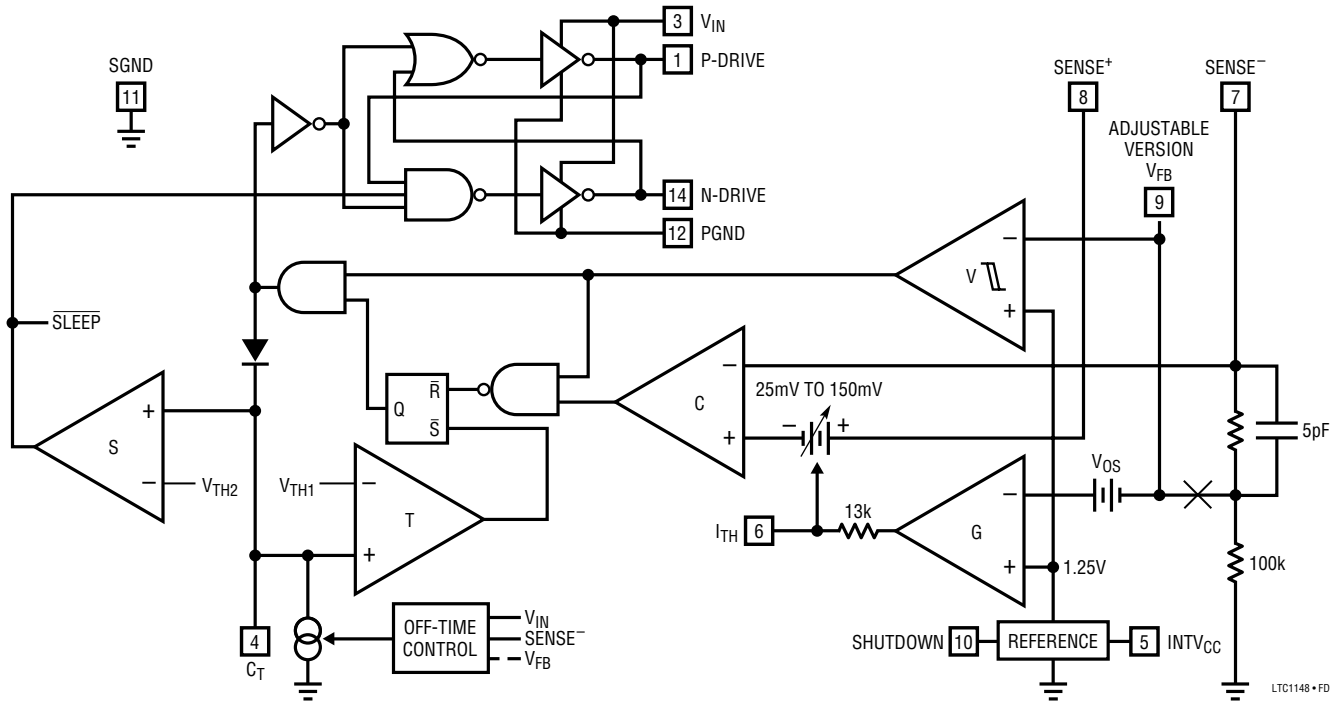 3 V_IN
1 P-DRIVE
SGND
11
SENSE+
8
SENSE−
7
ADJUSTABLE
VERSION
V_FB
9
14 N-DRIVE
12 PGND
SLEEP
V
+
−
C
25mV TO 150mV
− +
−
+
Q
R
S
S
+
−
V_TH2
V_TH1
−
T
+
5pF
V_OS
13k
I_TH 6
−
G
+
1.25V
100k
4
C_T
OFF-TIME
CONTROL
V_IN
SENSE−
V_FB
SHUTDOWN 10 REFERENCE 5 INTV_CC
LTC1148 • FD